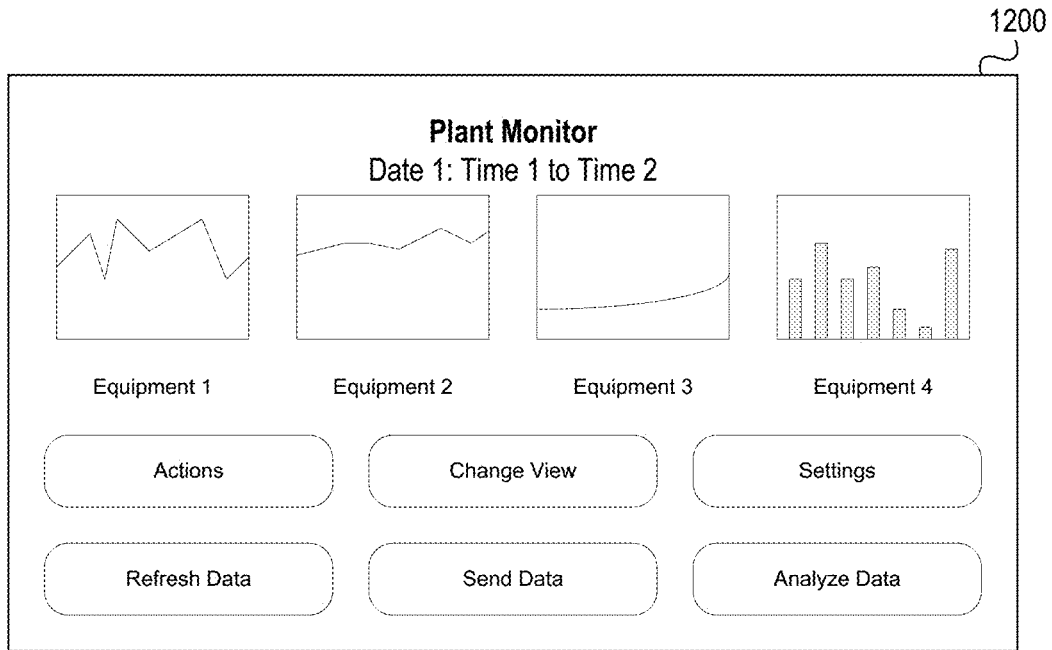 1200
Plant Monitor
Date 1: Time 1 to Time 2
Equipment 1
Equipment 2
Equipment 3
Equipment 4
Actions
Change View
Settings
Refresh Data
Send Data
Analyze Data